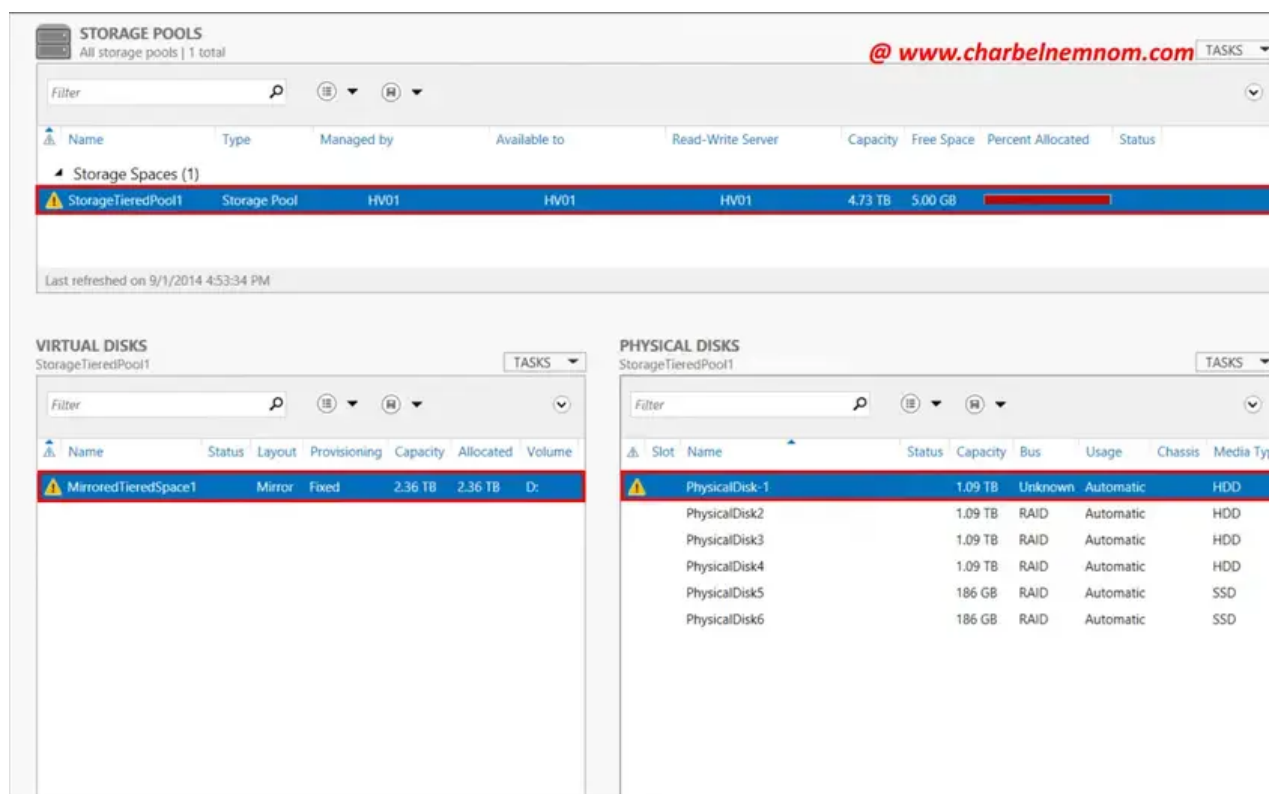 STORAGE POOLS
All storage pools | 1 total
@ www.charbelnemnom.com TASKS
Filter
Name Type Managed by Available to Read-Write Server Capacity Free Space Percent Allocated Status
Storage Spaces (1)
StorageTieredPool1 Storage Pool HV01 HV01 HV01 4.73 TB 5.00 GB
Last refreshed on 9/1/2014 4:53:34 PM
VIRTUAL DISKS
StorageTieredPool1 TASKS
Filter
Name Status Layout Provisioning Capacity Allocated Volume
MirroredTieredSpace1 Mirror Fixed 2.36 TB 2.36 TB D:
PHYSICAL DISKS
StorageTieredPool1 TASKS
Filter
Slot Name Status Capacity Bus Usage Chassis Media Typ
PhysicalDisk-1 1.09 TB Unknown Automatic HDD
PhysicalDisk2 1.09 TB RAID Automatic HDD
PhysicalDisk3 1.09 TB RAID Automatic HDD
PhysicalDisk4 1.09 TB RAID Automatic HDD
PhysicalDisk5 186 GB RAID Automatic SSD
PhysicalDisk6 186 GB RAID Automatic SSD